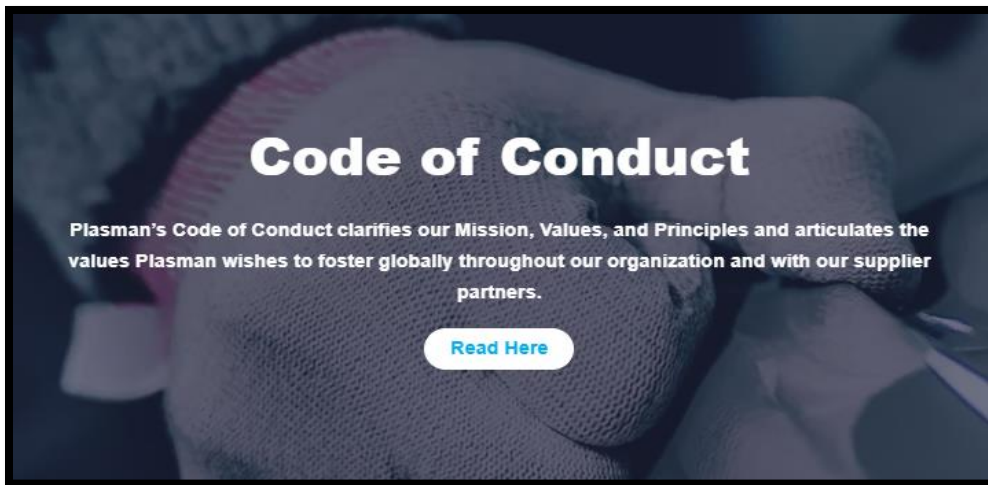 Code of Conduct
Plasman’s Code of Conduct clarifies our Mission, Values, and Principles and articulates the
values Plasman wishes to foster globally throughout our organization and with our supplier
partners.
Read Here